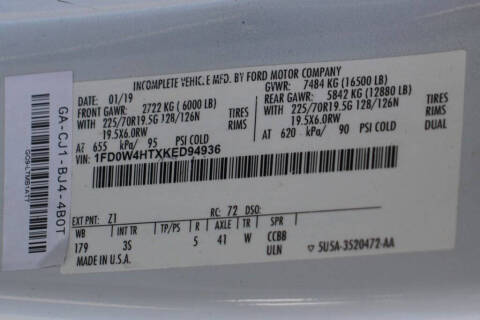 INCOMPLETE VEHICLE MFD. BY FORD MOTOR COMPANY
01/19
GVWR: 7484 KG (16500 LB)
FRONT GAWR: 2722 KG ( 6000 LB)
REAR GAWR: 5842 KG (12880 LB)
WITH 225/70R19.5G 128/126N TIRES
WITH 225/70R19.5G 128/126N TIRES
19.5X6.0RW RIMS
19.5X6.0RW RIMS
AT 655 kPa/ 95 PSI COLD
AT 620 kPa/ 90 PSI COLD
VIN: 1FD0W4HTXKED94936
EXT PNT: Z1 RC: 72 DSO:
WB INT TR TP/PS R AXLE TR SPR
179 3S 5 41 W CCBB
ULN
MADE IN U.S.A.
5U5A-3520472-AA
GA-CJ1-BJ4-4B0T